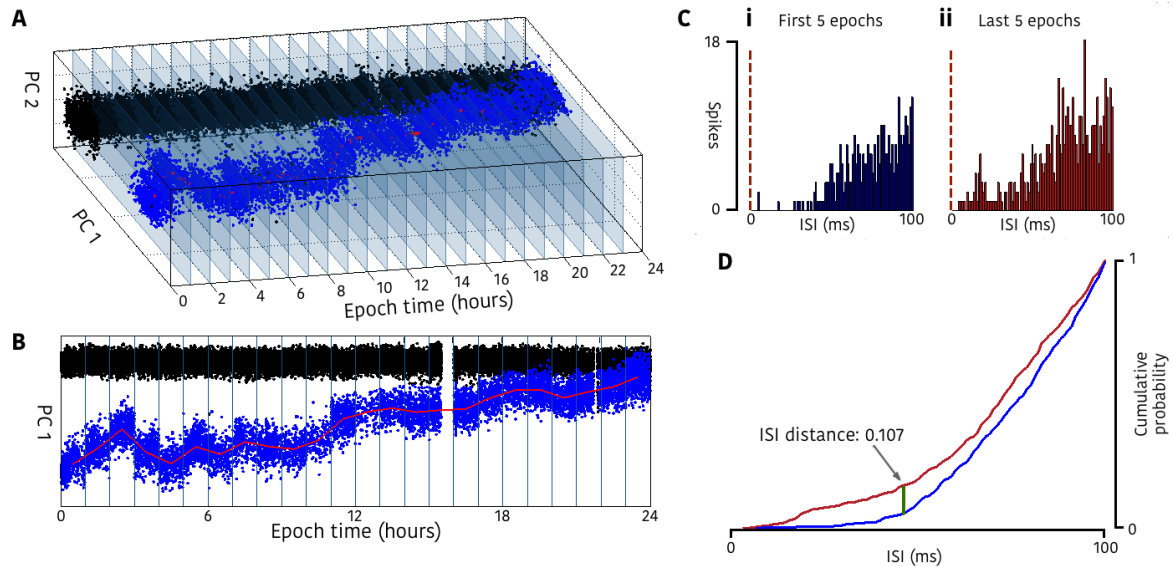 A
PC 2
PC 1
0 2 4 6 8 10 12 14 16 18 20 22 24
Epoch time (hours)
B
PC 1
0 6 12 18 24
Epoch time (hours)
C i First 5 epochs ii Last 5 epochs
18
Spikes
0
0 100 0 100
ISI (ms) ISI (ms)
D
1
Cumulative
probability
ISI distance: 0.107
0
0 100
ISI (ms)